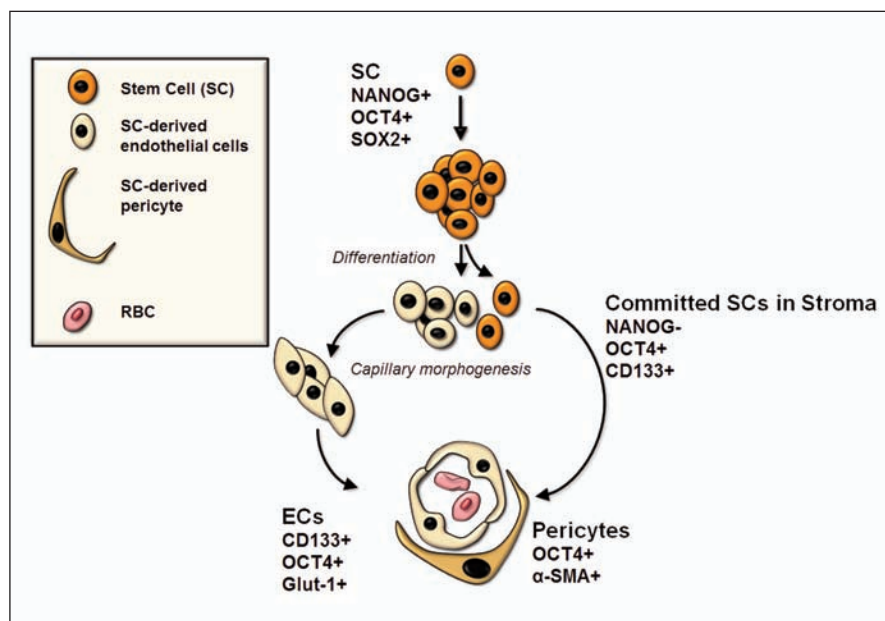 Stem Cell (SC)
SC-derived
endothelial cells
SC-derived
pericyte
RBC
SC
NANOG+
OCT4+
SOX2+
Differentiation
Committed SCs in Stroma
NANOG-
OCT4+
CD133+
Capillary morphogenesis
ECs
CD133+
OCT4+
Glut-1+
Pericytes
OCT4+
α-SMA+